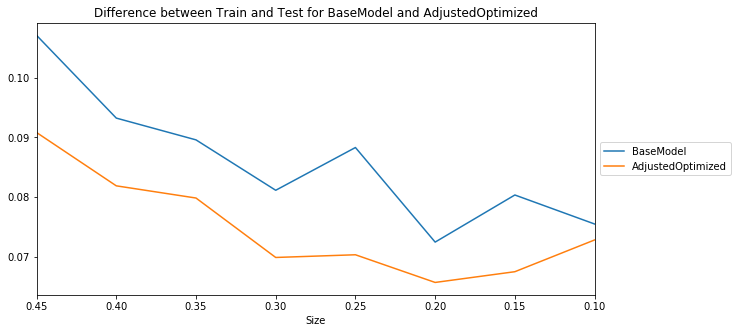 Difference between Train and Test for BaseModel and AdjustedOptimized
0.10
0.09
0.08
0.07
0.45 0.40 0.35 0.30 0.25 0.20 0.15 0.10
Size
BaseModel
AdjustedOptimized